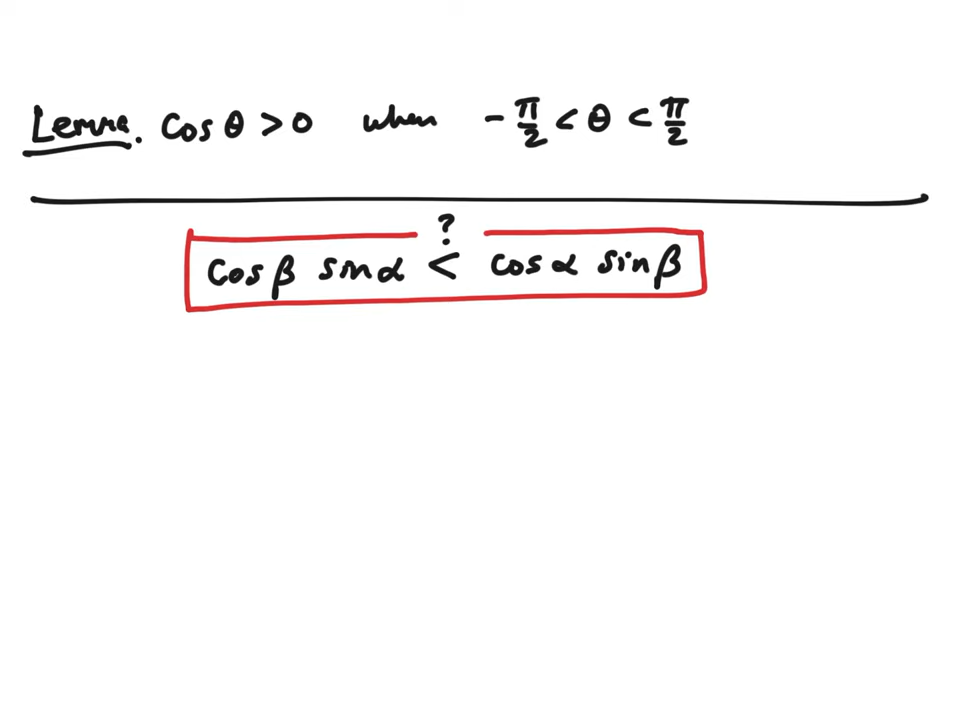 Lemma. cos θ > 0 when - π/2 < θ < π/2
?
cos β sin α < cos α sin β